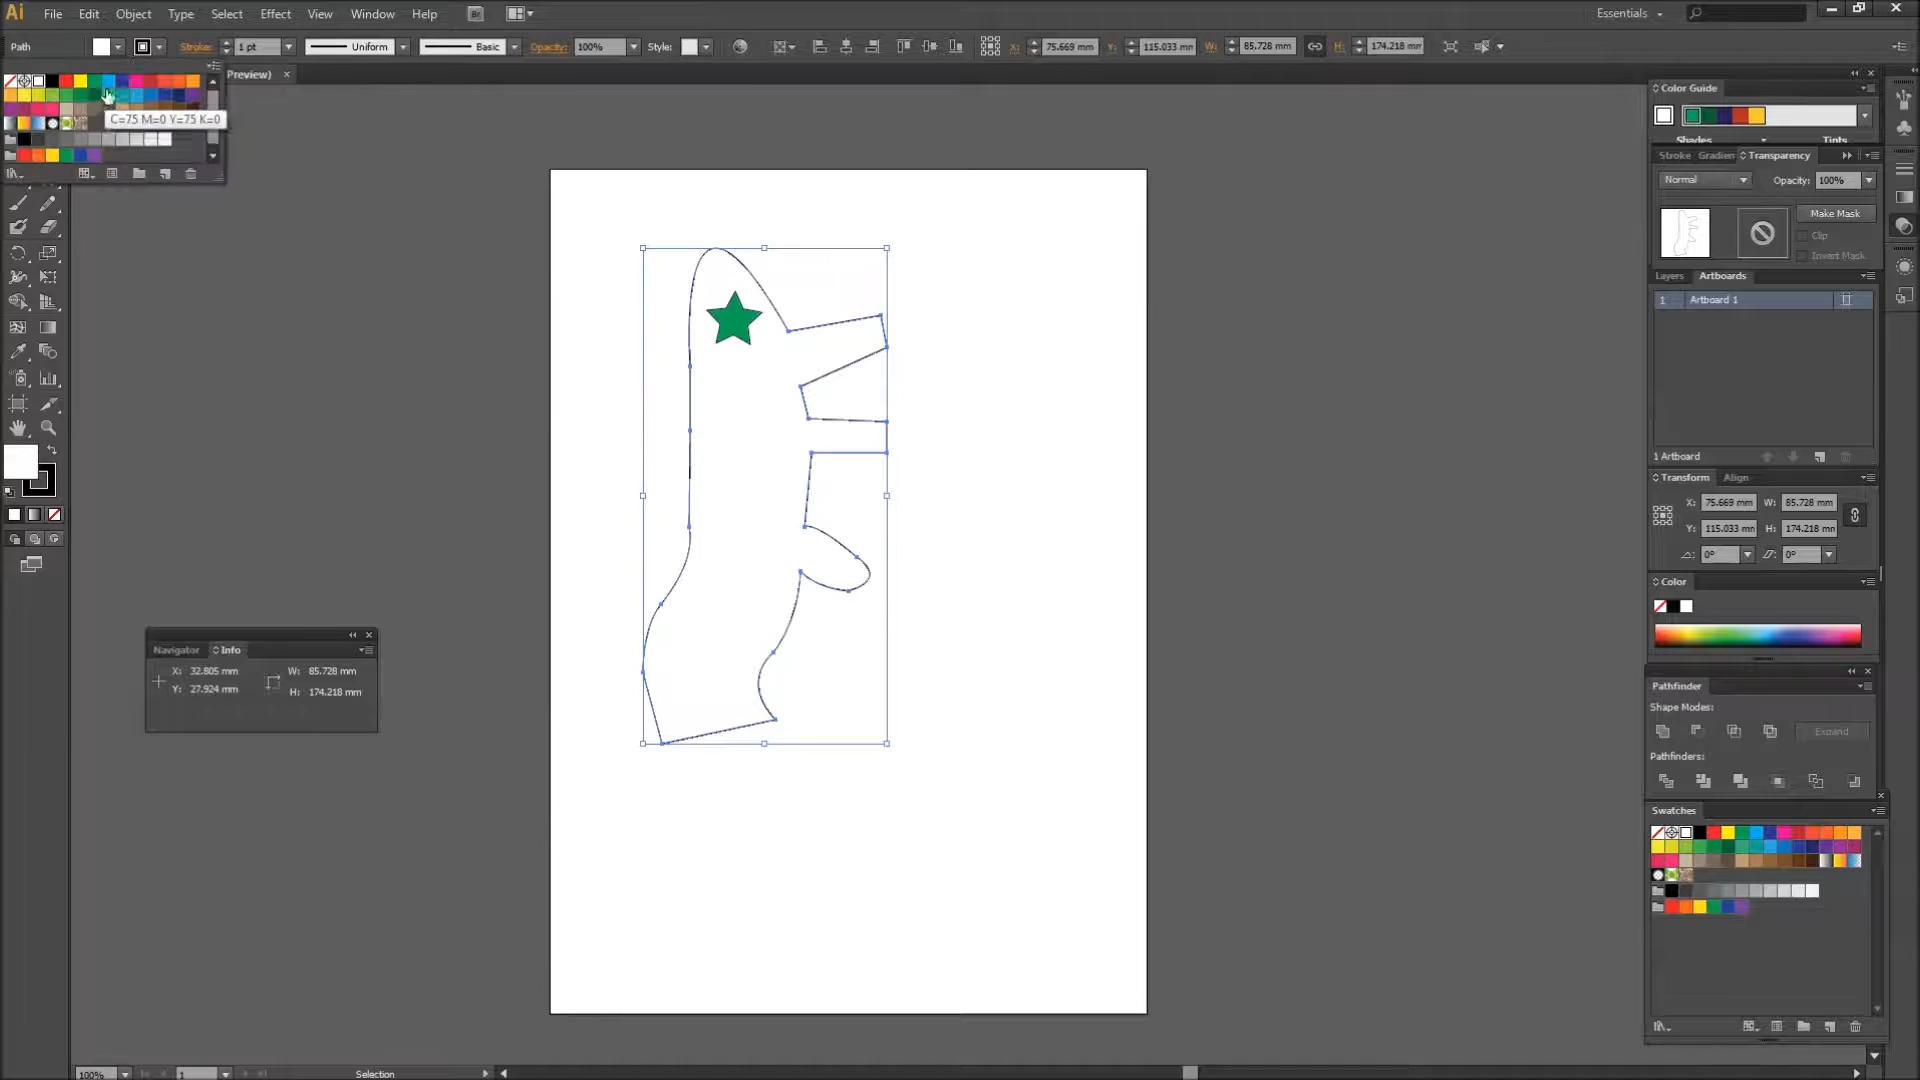 Ai File Edit Object Type Select Effect View Window Help Br Essentials
Path Stroke: 1 pt Uniform Basic Opacity: 100% Style: X: 75.669 mm Y: 115.033 mm W: 85.728 mm H: 174.218 mm
Preview)
C=75 M=0 Y=75 K=0
Color Guide
Shades Tints
Stroke Gradien Transparency
Normal Opacity: 100%
Make Mask
Clip
Invert Mask
Layers Artboards
1 Artboard 1
1 Artboard
Transform Align
X: 75.669 mm W: 85.728 mm
Y: 115.033 mm H: 174.218 mm
0° 0°
Color
Navigator Info
X: 32.805 mm W: 85.728 mm
Y: 27.924 mm H: 174.218 mm
Pathfinder
Shape Modes:
Expand
Pathfinders:
Swatches
100% 1 Selection